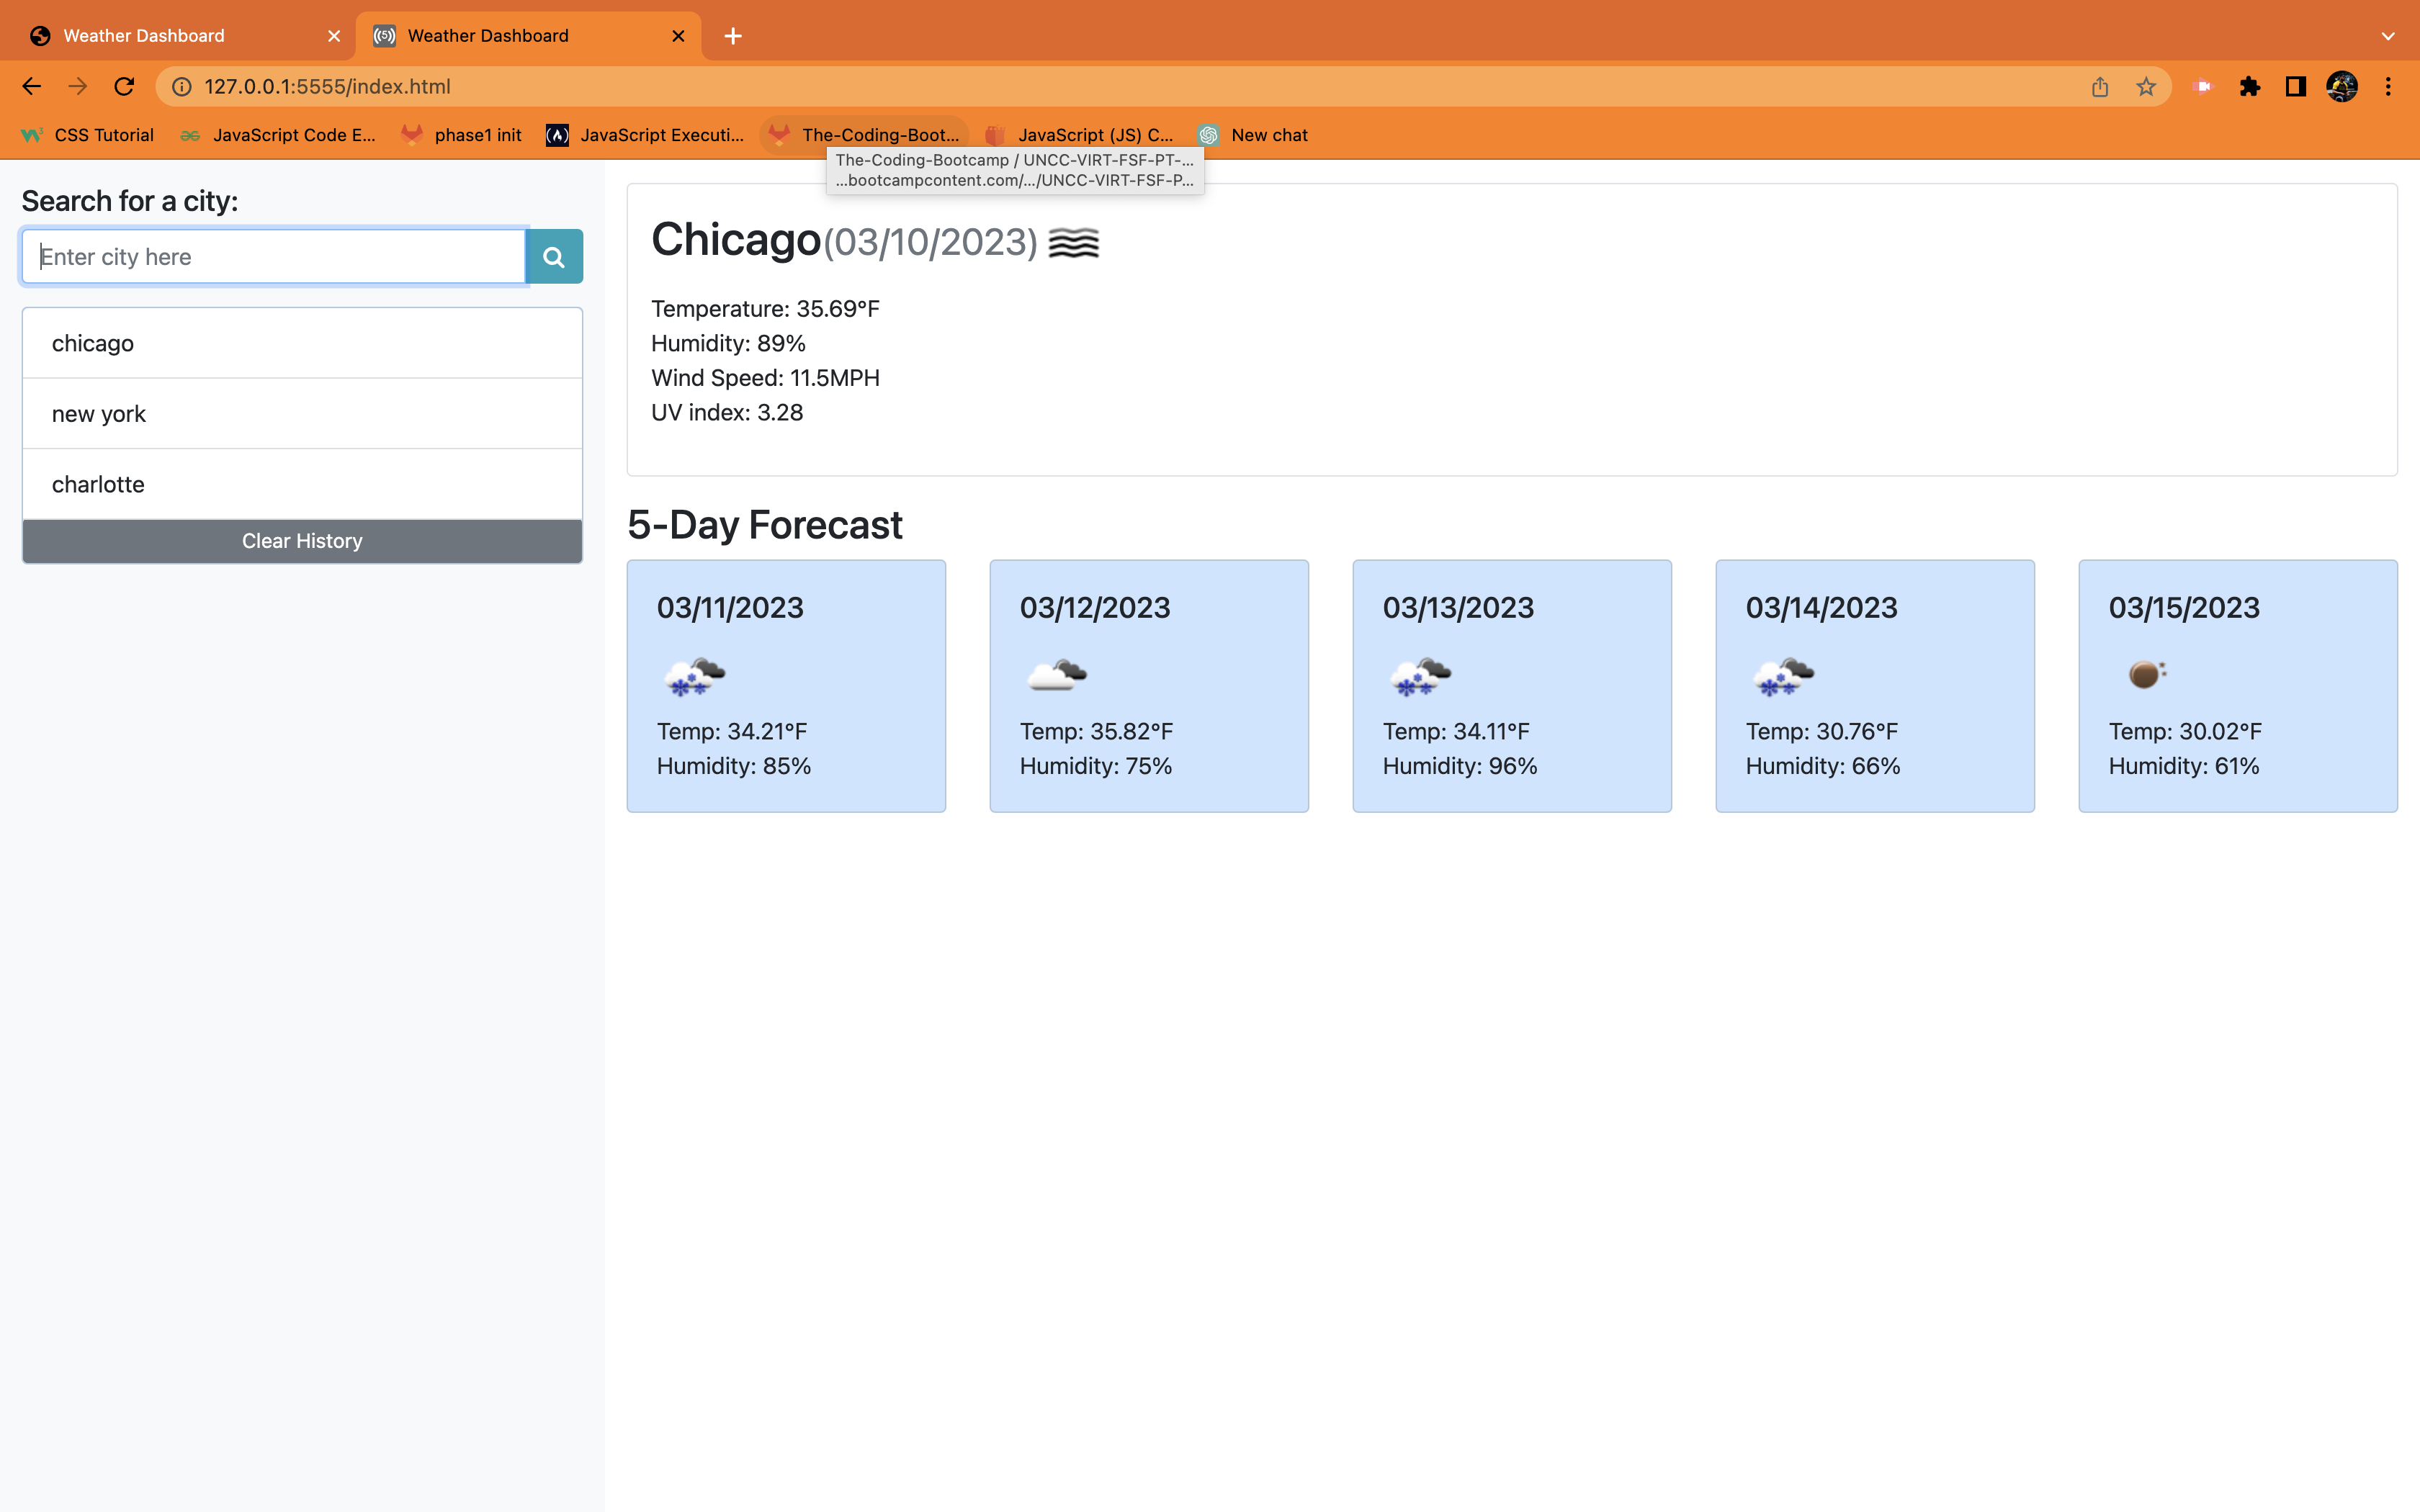 Weather Dashboard
Weather Dashboard
127.0.0.1:5555/index.html
CSS Tutorial
JavaScript Code E...
phase1 init
JavaScript Executi...
The-Coding-Boot...
JavaScript (JS) C...
New chat
The-Coding-Bootcamp / UNCC-VIRT-FSF-PT-...
...bootcampcontent.com/.../UNCC-VIRT-FSF-P...
Search for a city:
Enter city here
chicago
new york
charlotte
Clear History
Chicago(03/10/2023)
Temperature: 35.69°F
Humidity: 89%
Wind Speed: 11.5MPH
UV index: 3.28
5-Day Forecast
03/11/2023
Temp: 34.21°F
Humidity: 85%
03/12/2023
Temp: 35.82°F
Humidity: 75%
03/13/2023
Temp: 34.11°F
Humidity: 96%
03/14/2023
Temp: 30.76°F
Humidity: 66%
03/15/2023
Temp: 30.02°F
Humidity: 61%